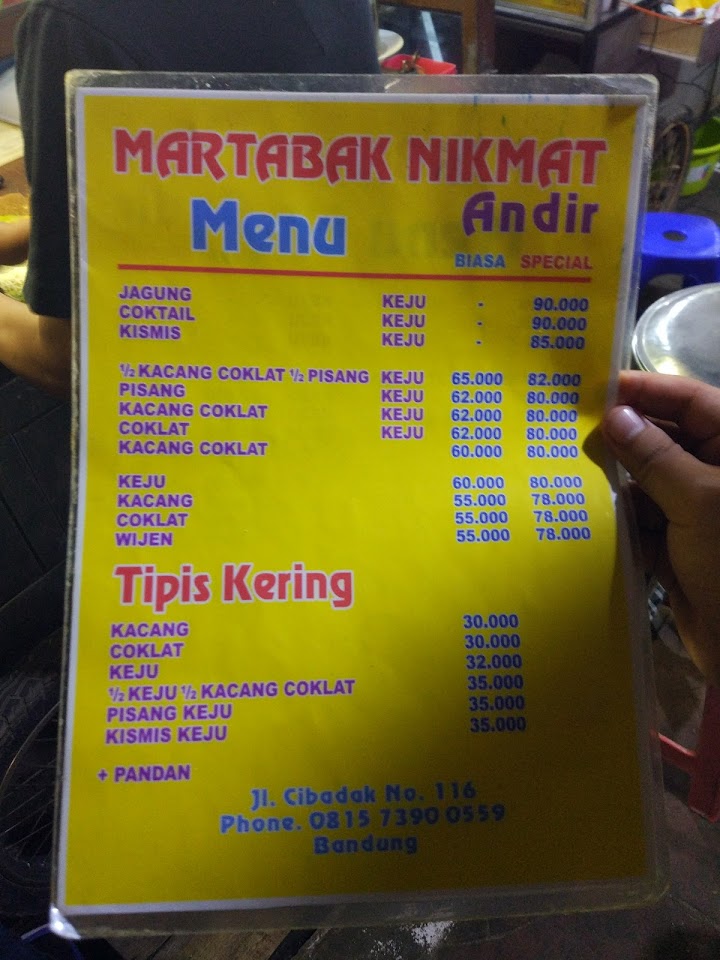 MARTABAK NIKMAT
Andir
Menu
BIASA SPECIAL
JAGUNG KEJU - 90.000
COKTAIL KEJU - 90.000
KISMIS KEJU - 85.000
½ KACANG COKLAT ½ PISANG KEJU 65.000 82.000
PISANG KEJU 62.000 80.000
KACANG COKLAT KEJU 62.000 80.000
COKLAT KEJU 62.000 80.000
KACANG COKLAT 60.000 80.000
KEJU 60.000 80.000
KACANG 55.000 78.000
COKLAT 55.000 78.000
WIJEN 55.000 78.000
Tipis Kering
KACANG 30.000
COKLAT 30.000
KEJU 32.000
½ KEJU ½ KACANG COKLAT 35.000
PISANG KEJU 35.000
KISMIS KEJU 35.000
+ PANDAN
Jl. Cibadak No. 116
Phone. 0815 7390 0559
Bandung